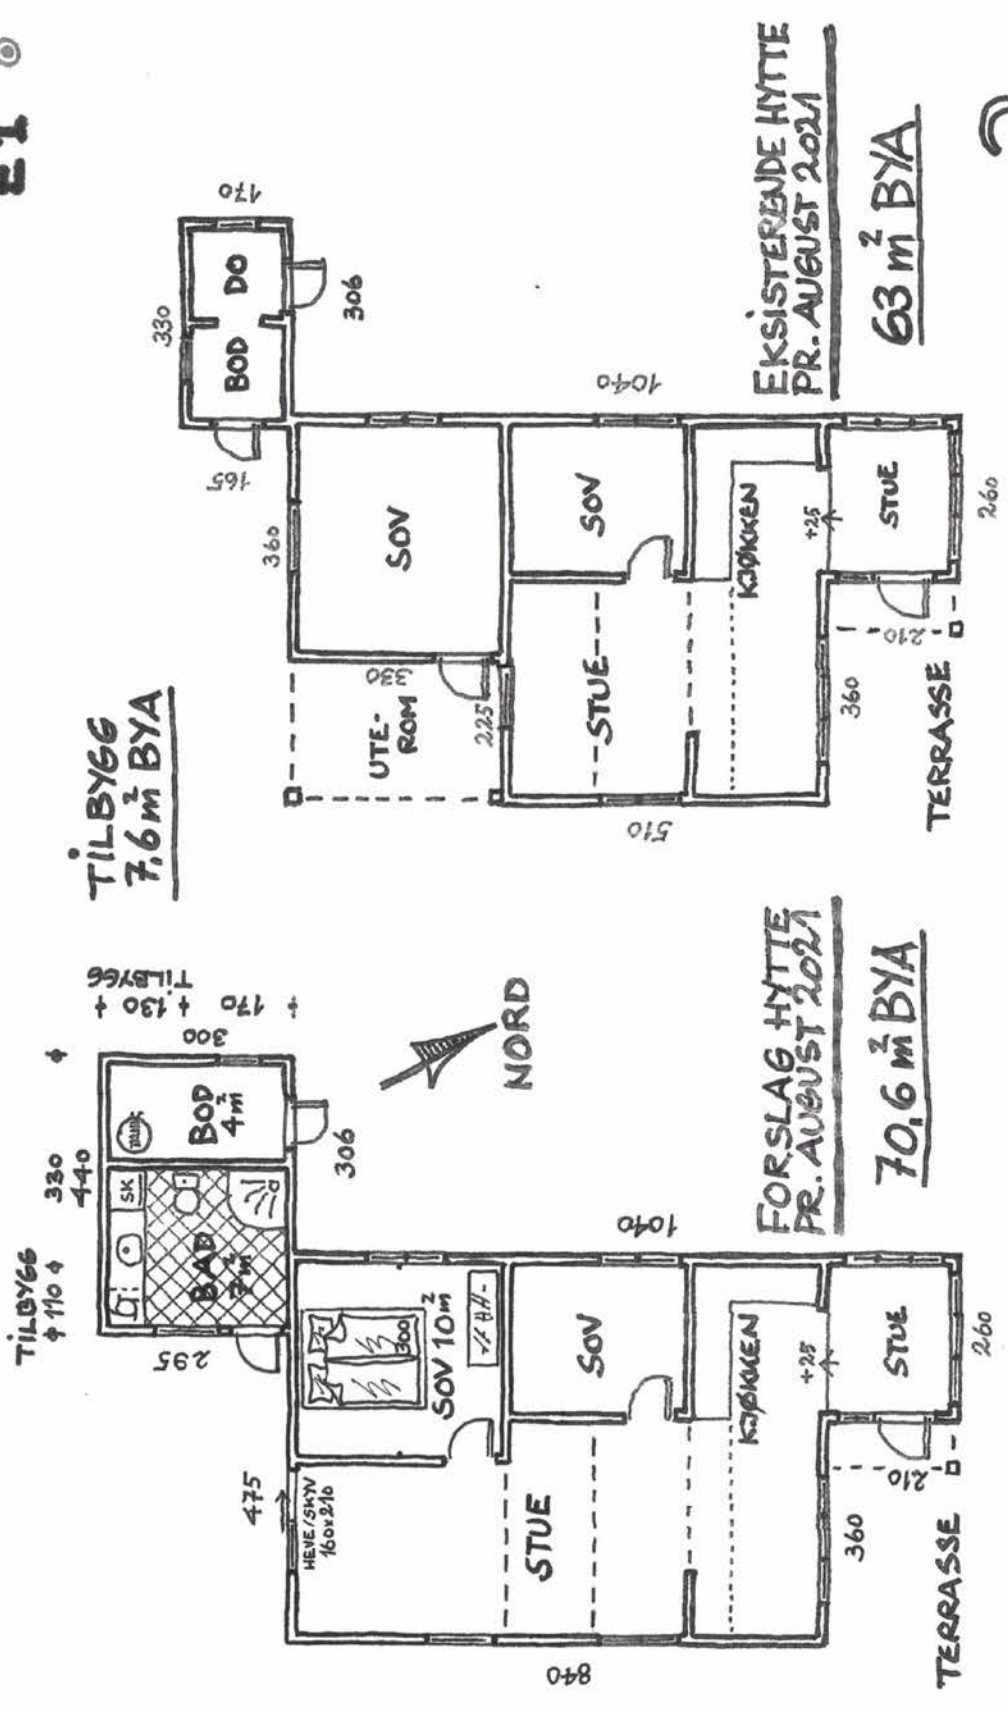 E1
TILBYGG
7,6 m² BYA
EKSISTERENDE HYTTE
PR. AUGUST 2021
63 m² BYA
330
170
BOD
DO
165
306
360
SOV
1040
330
UTE-
ROM
225
SOV
STUE
KJØKKEN
+25
STUE
510
360
210
260
TERRASSE
FORSLAG HYTTE
PR. AUGUST 2021
70,6 m² BYA
NORD
TILBYGG
110
330
440
TILBYGG
130
170
300
SK
BAD
7 m²
BOD
4 m²
295
306
475
HEVE/SKYV
160x210
300
SOV 10 m²
1040
STUE
SOV
KJØKKEN
+25
STUE
840
360
210
260
TERRASSE